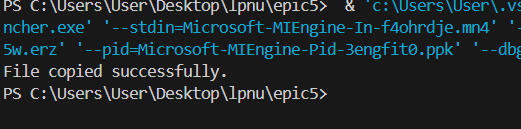 PS C:\Users\User\Desktop\lpnu\epic5>  & 'c:\Users\User\.vs
ncher.exe' '--stdin=Microsoft-MIEngine-In-f4ohrdje.mn4' '-
5w.erz' '--pid=Microsoft-MIEngine-Pid-3engfit0.ppk' '--dbg
File copied successfully.
PS C:\Users\User\Desktop\lpnu\epic5>